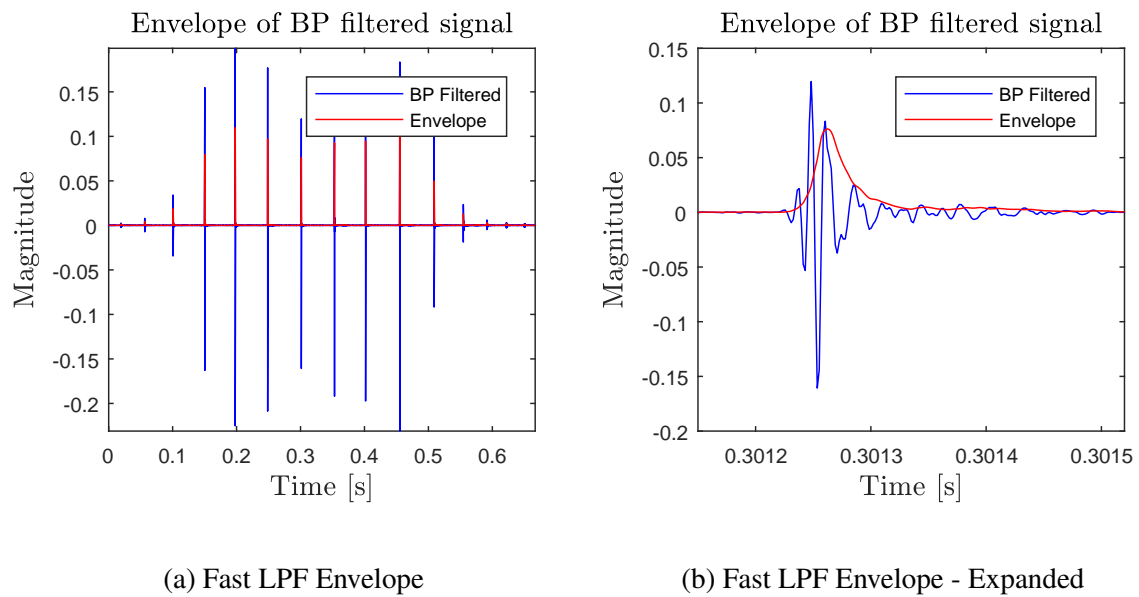 Envelope of BP filtered signal
0.15
0.1
0.05
0
-0.05
-0.1
-0.15
-0.2
Magnitude
BP Filtered
Envelope
0 0.1 0.2 0.3 0.4 0.5 0.6
Time [s]
(a) Fast LPF Envelope
Envelope of BP filtered signal
0.15
0.1
0.05
0
-0.05
-0.1
-0.15
-0.2
Magnitude
BP Filtered
Envelope
0.3012 0.3013 0.3014 0.3015
Time [s]
(b) Fast LPF Envelope - Expanded